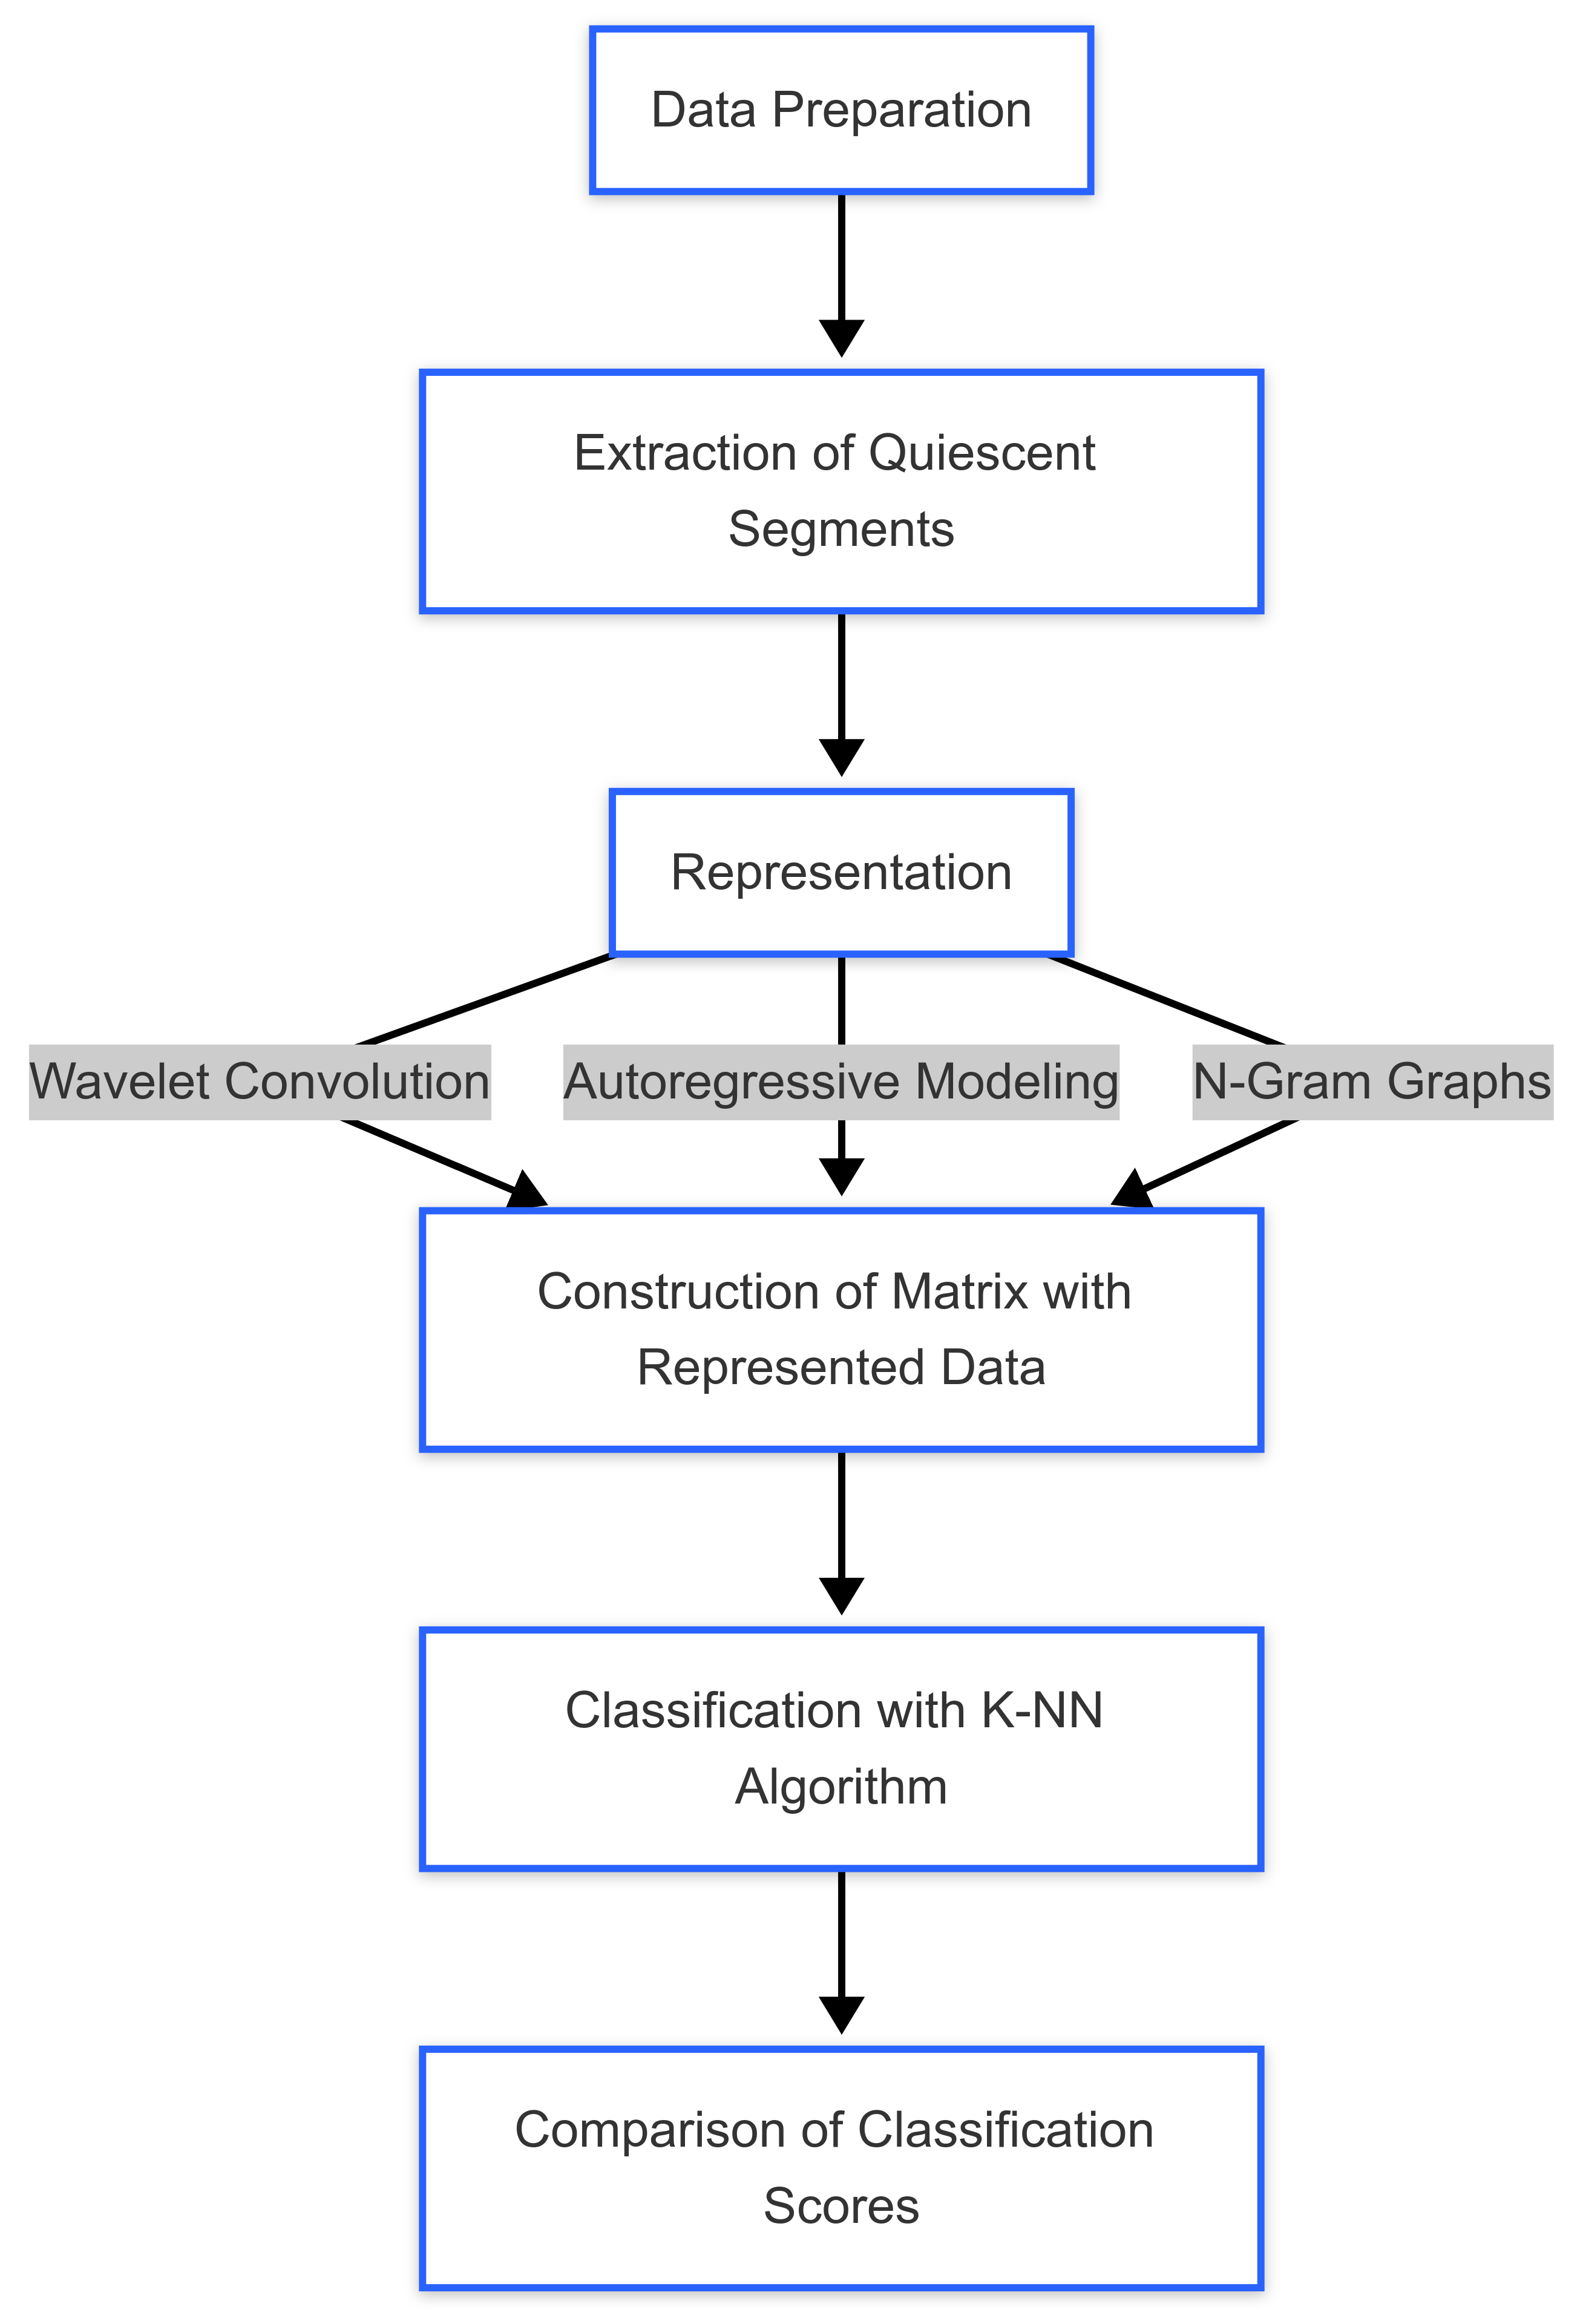 Data Preparation
Extraction of Quiescent
Segments
Representation
Wavelet Convolution
Autoregressive Modeling
N-Gram Graphs
Construction of Matrix with
Represented Data
Classification with K-NN
Algorithm
Comparison of Classification
Scores